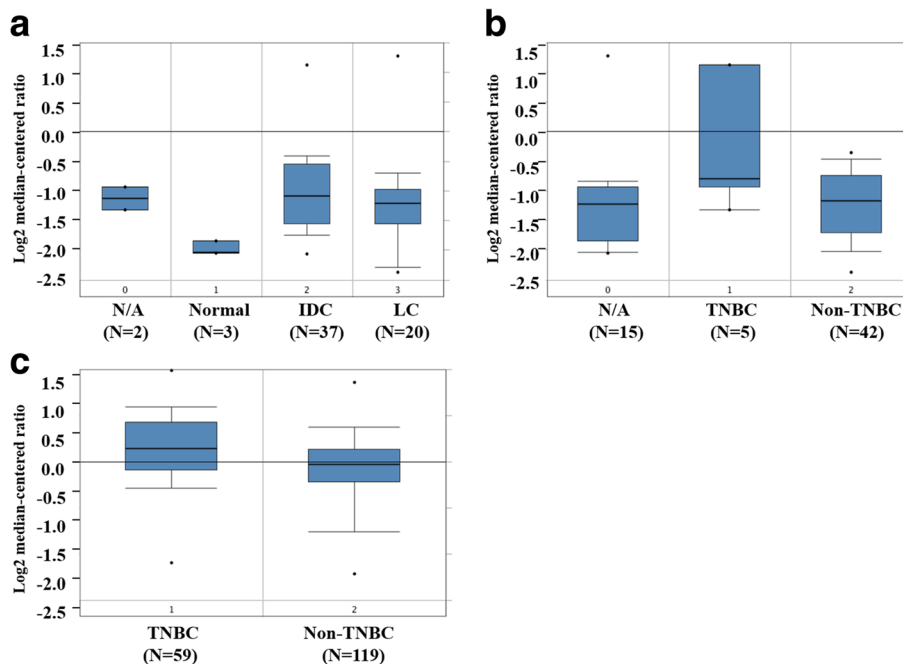 a
Log2 median-centered ratio
1.5
1.0
0.5
0.0
-0.5
-1.0
-1.5
-2.0
-2.5
0 1 2 3
N/A Normal IDC LC
(N=2) (N=3) (N=37) (N=20)
b
Log2 median-centered ratio
1.5
1.0
0.5
0.0
-0.5
-1.0
-1.5
-2.0
-2.5
0 1 2
N/A TNBC Non-TNBC
(N=15) (N=5) (N=42)
c
Log2 median-centered ratio
1.5
1.0
0.5
0.0
-0.5
-1.0
-1.5
-2.0
-2.5
1 2
TNBC Non-TNBC
(N=59) (N=119)